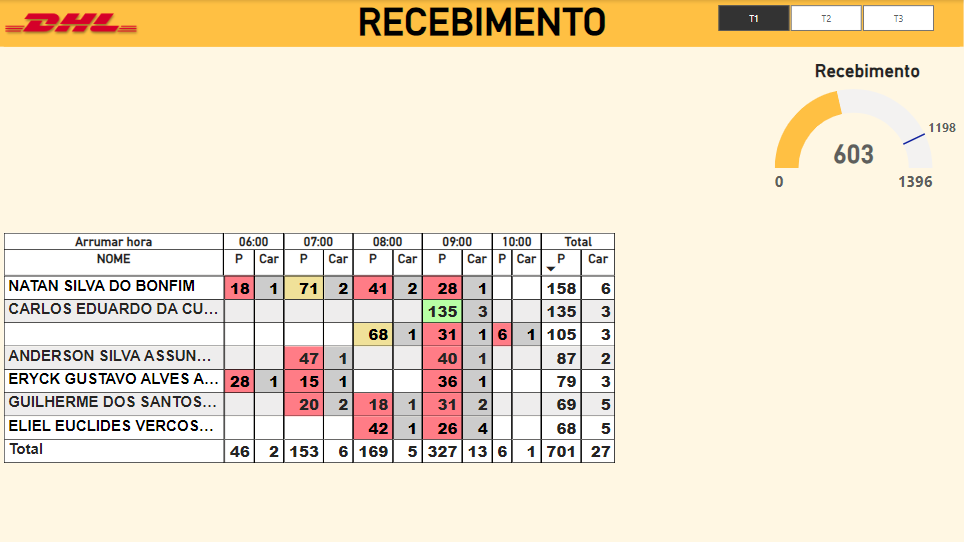 DHL RECEBIMENTO T1 T2 T3
Recebimento
1198
603
0 1396
Arrumar hora 06:00 07:00 08:00 09:00 10:00 Total
NOME P Car P Car P Car P Car P Car P Car
NATAN SILVA DO BONFIM 18 1 71 2 41 2 28 1 158 6
CARLOS EDUARDO DA CU... 135 3 135 3
68 1 31 1 6 1 105 3
ANDERSON SILVA ASSUN... 47 1 40 1 87 2
ERYCK GUSTAVO ALVES A... 28 1 15 1 36 1 79 3
GUILHERME DOS SANTOS... 20 2 18 1 31 2 69 5
ELIEL EUCLIDES VERCOS... 42 1 26 4 68 5
Total 46 2 153 6 169 5 327 13 6 1 701 27